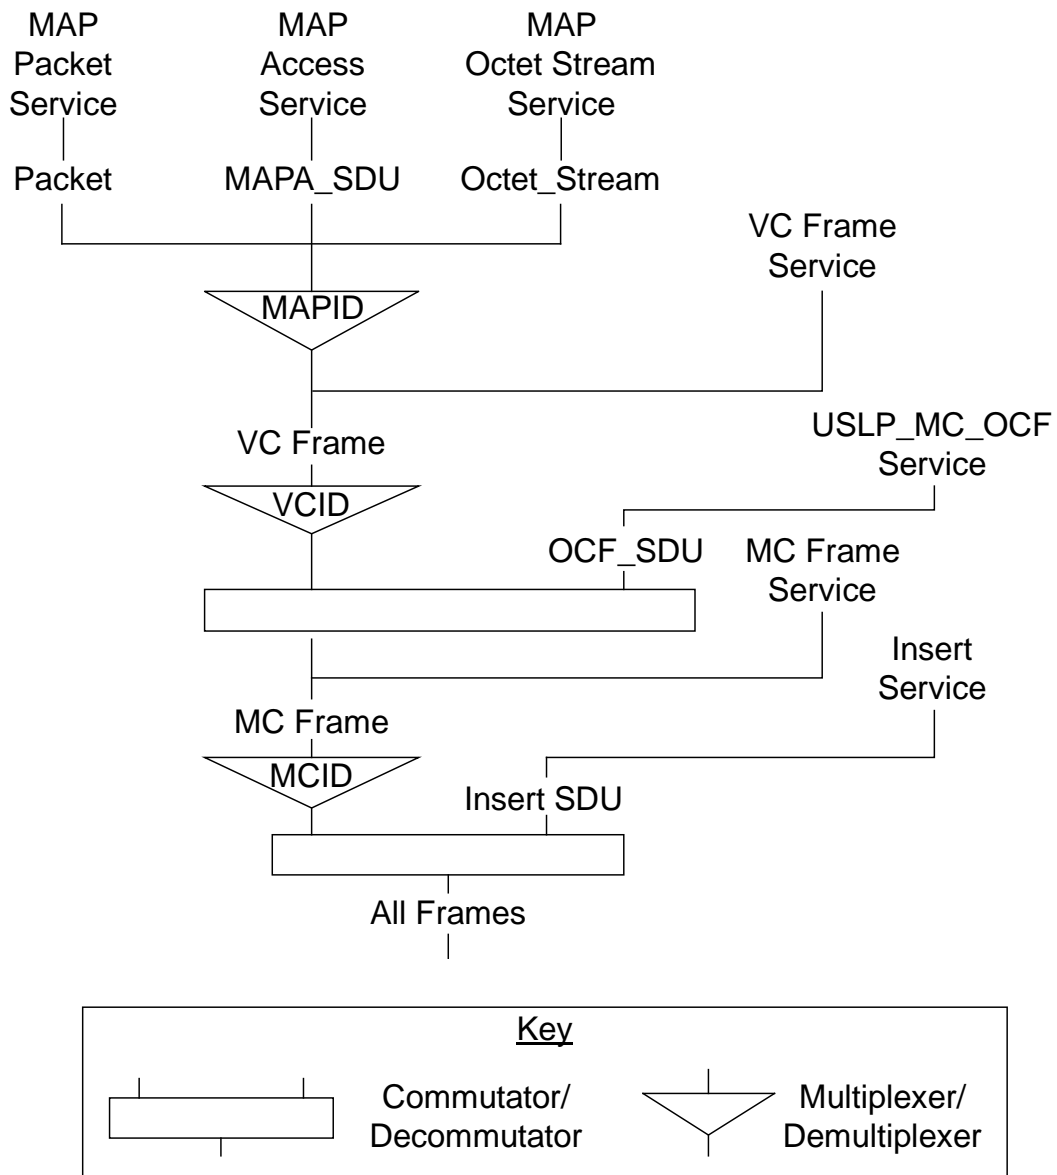 MAP
Packet
Service
MAP
Access
Service
MAP
Octet Stream
Service
Packet
MAPA_SDU
Octet_Stream
VC Frame
Service
MAPID
VC Frame
USLP_MC_OCF
Service
VCID
OCF_SDU
MC Frame
Service
Insert
Service
MC Frame
MCID
Insert SDU
All Frames
Key
Commutator/
Decommutator
Multiplexer/
Demultiplexer